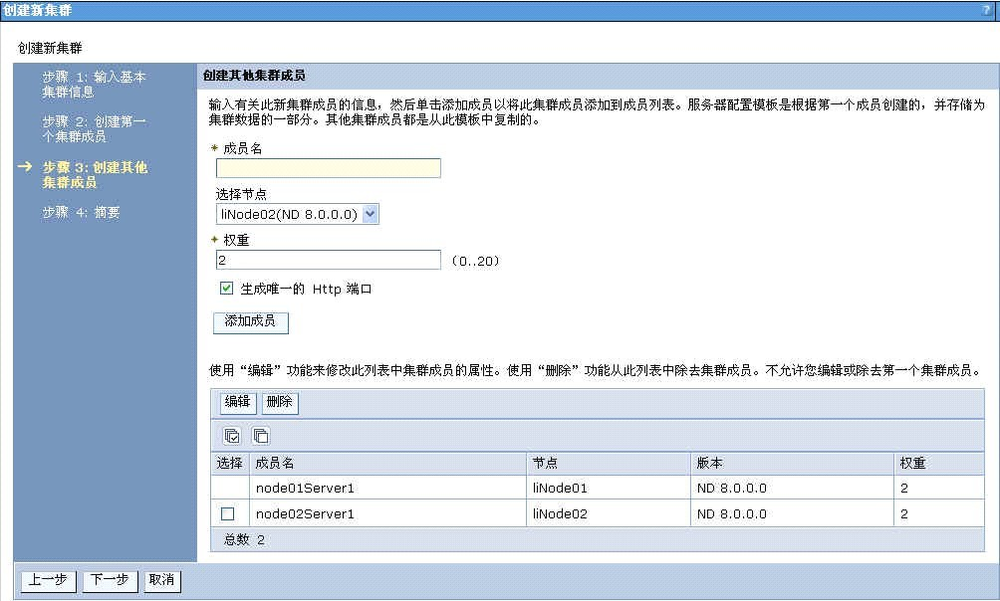 创建新集群
?
创建新集群
步骤 1: 输入基本
集群信息
步骤 2: 创建第一
个集群成员
步骤 3: 创建其他
集群成员
步骤 4: 摘要
创建其他集群成员
输入有关此新集群成员的信息，然后单击添加成员以将此集群成员添加到成员列表。服务器配置模板是根据第一个成员创建的，并存储为
集群数据的一部分。其他集群成员都是从此模板中复制的。
* 成员名
选择节点
liNode02(ND 8.0.0.0)
* 权重
2 （0..20）
生成唯一的 Http 端口
添加成员
使用“编辑”功能来修改此列表中集群成员的属性。使用“删除”功能从此列表中除去集群成员。不允许您编辑或除去第一个集群成员。
编辑 删除
选择 成员名 节点 版本 权重
node01Server1 liNode01 ND 8.0.0.0 2
node02Server1 liNode02 ND 8.0.0.0 2
总数 2
上一步 下一步 取消